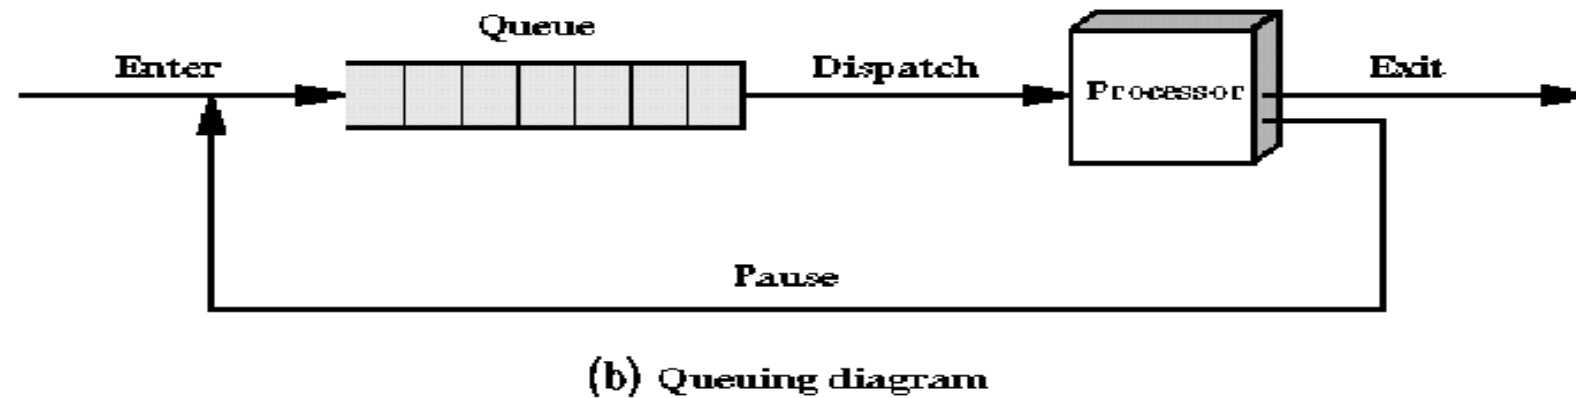 Queue
Enter
Dispatch
Processor
Exit
Pause
(b) Queuing diagram